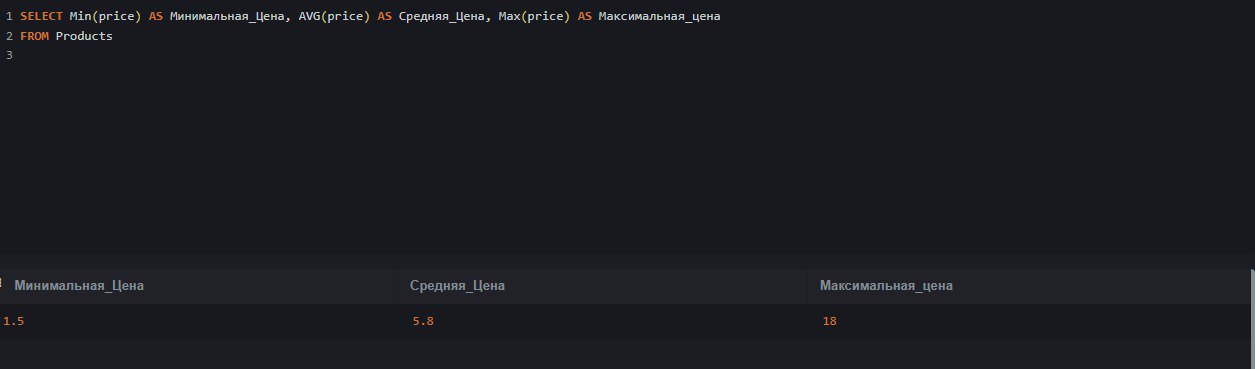 1 SELECT Min(price) AS Минимальная_Цена, AVG(price) AS Средняя_Цена, Max(price) AS Максимальная_цена
2 FROM Products
3
Минимальная_Цена Средняя_Цена Максимальная_цена
1.5 5.8 18